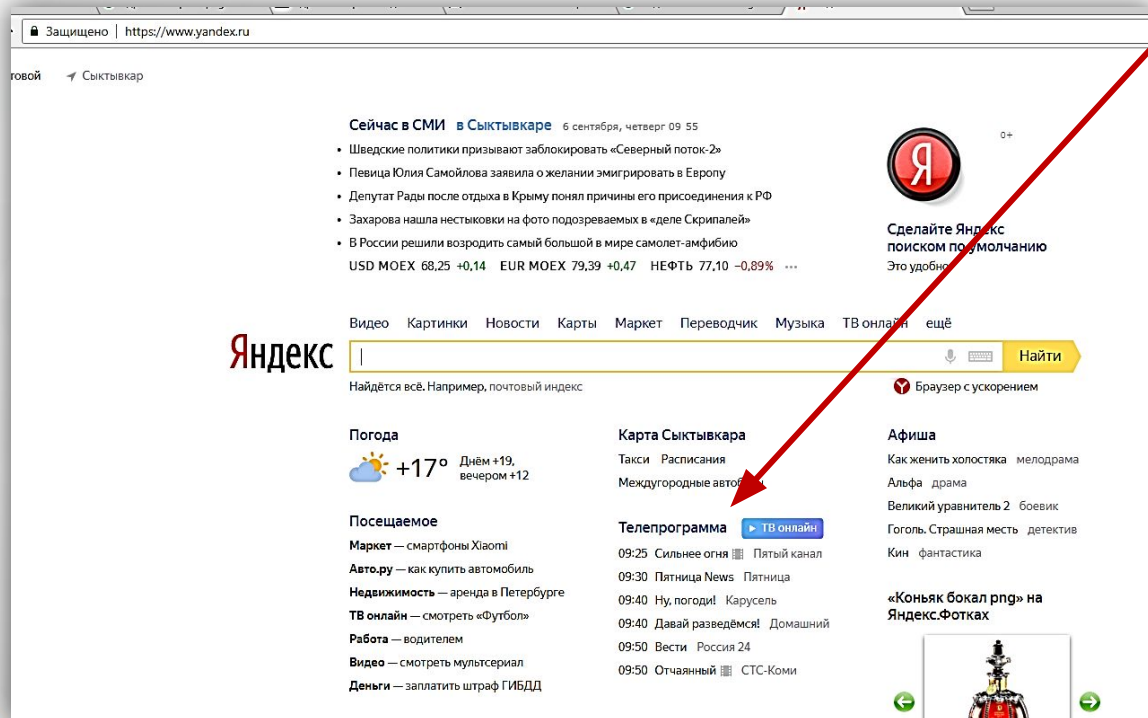 Защищено | https://www.yandex.ru
товой Сыктывкар
Сейчас в СМИ в Сыктывкаре 6 сентября, четверг 09 55
• Шведские политики призывают заблокировать «Северный поток-2»
• Певица Юлия Самойлова заявила о желании эмигрировать в Европу
• Депутат Рады после отдыха в Крыму понял причины его присоединения к РФ
• Захарова нашла нестыковки на фото подозреваемых в «деле Скрипалей»
• В России решили возродить самый большой в мире самолет-амфибию
USD MOEX 68,25 +0,14 EUR MOEX 79,39 +0,47 НЕФТЬ 77,10 −0,89% ···
Я
0+
Сделайте Яндекс
поиском по умолчанию
Это удобно
Видео Картинки Новости Карты Маркет Переводчик Музыка ТВ онлайн ещё
Яндекс
Найти
Найдётся всё. Например, почтовый индекс
Браузер с ускорением
Погода
+17°
Днём +19,
вечером +12
Карта Сыктывкара
Такси Расписания
Междугородные автобусы
Афиша
Как женить холостяка мелодрама
Альфа драма
Великий уравнитель 2 боевик
Гоголь. Страшная месть детектив
Кин фантастика
Посещаемое
Маркет — смартфоны Xiaomi
Авто.ру — как купить автомобиль
Недвижимость — аренда в Петербурге
ТВ онлайн — смотреть «Футбол»
Работа — водителем
Видео — смотреть мультсериал
Деньги — заплатить штраф ГИБДД
Телепрограмма ТВ онлайн
09:25 Сильнее огня Пятый канал
09:30 Пятница News Пятница
09:40 Ну, погоди! Карусель
09:40 Давай разведёмся! Домашний
09:50 Вести Россия 24
09:50 Отчаянный СТС-Коми
«Коньяк бокал png» на
Яндекс.Фотках